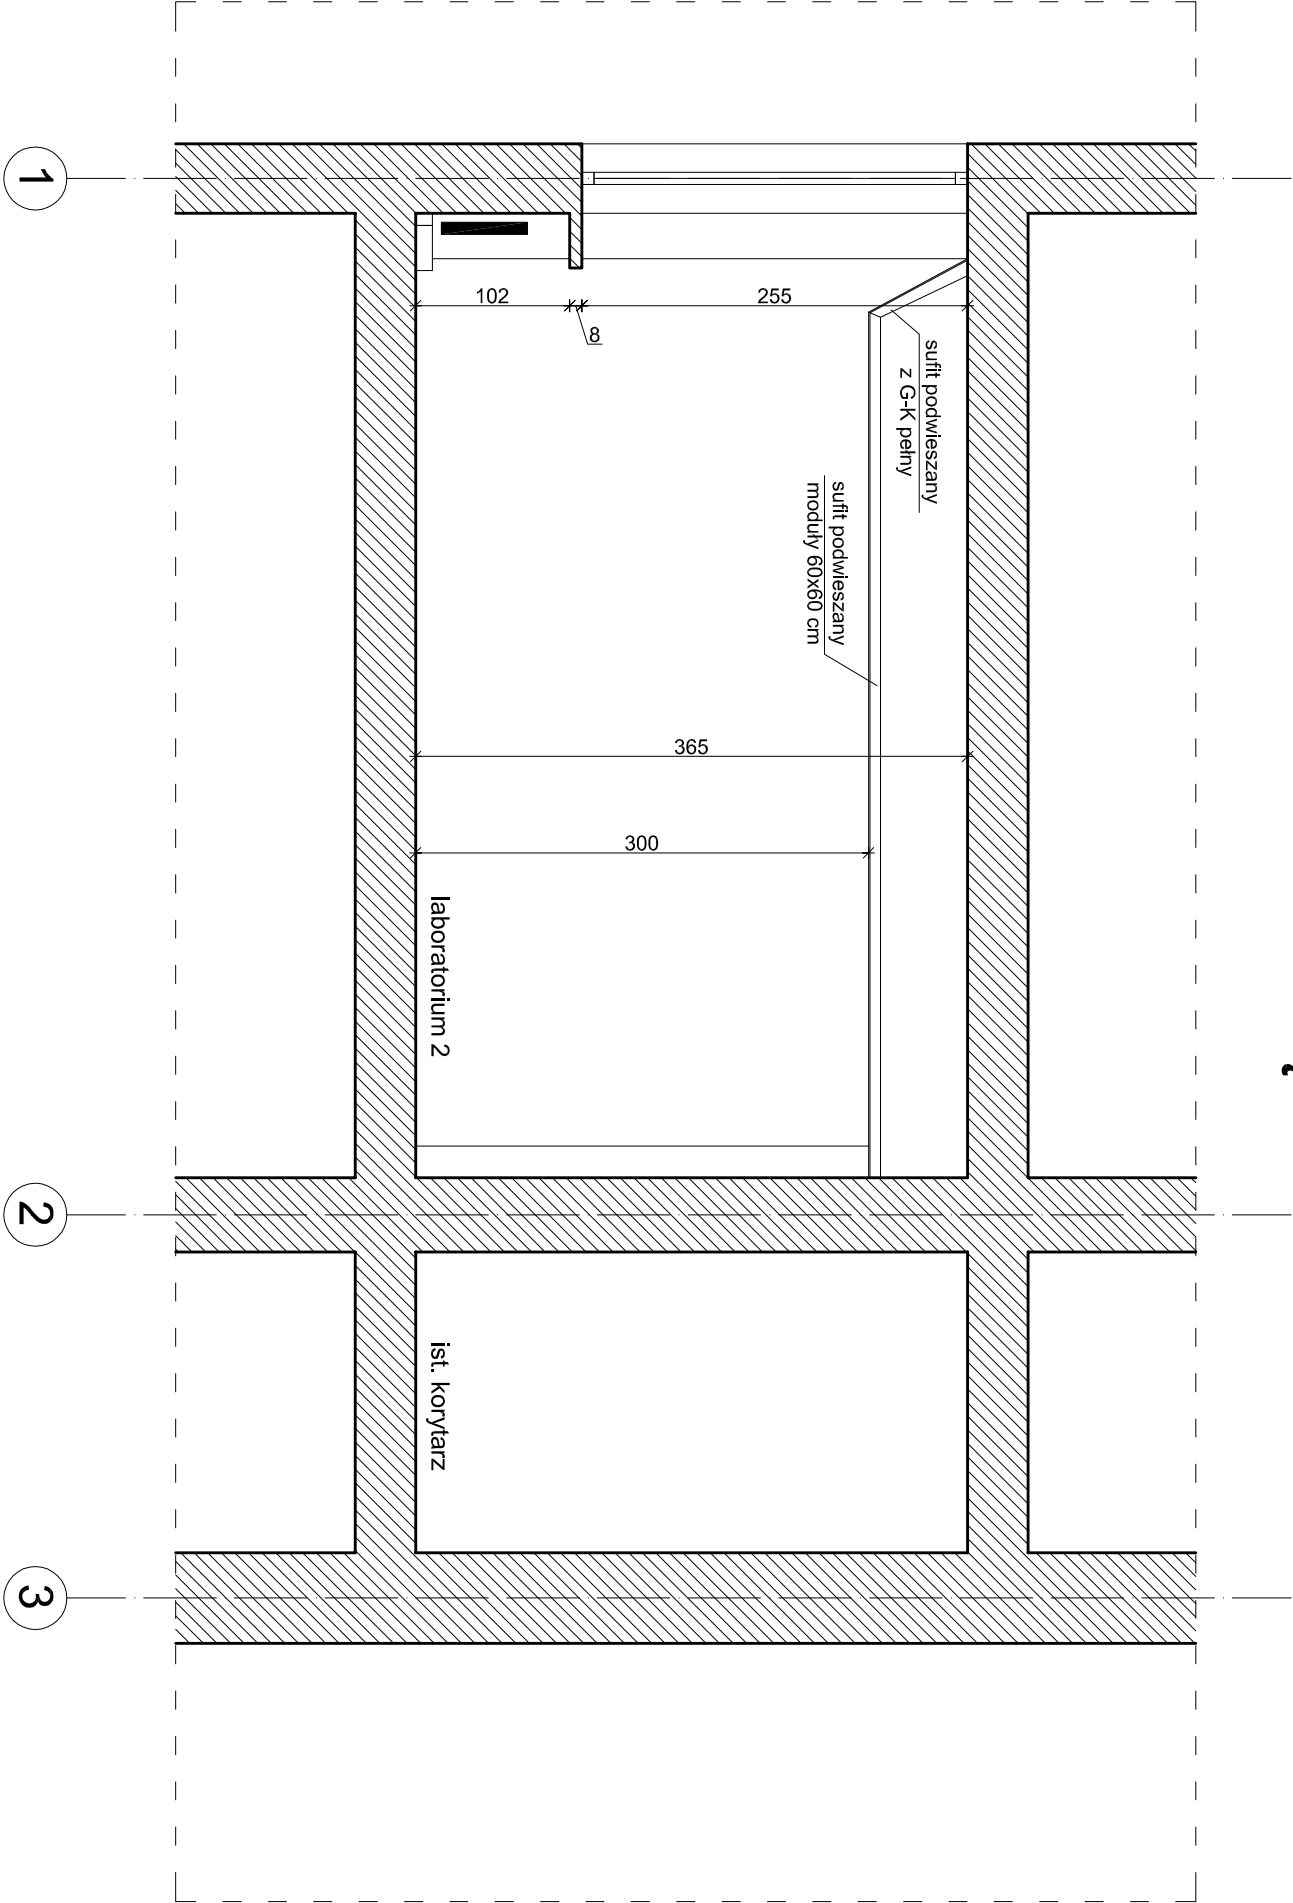 1
102
8
255
sufit podwieszany
z G-K pełny
sufit podwieszany
moduły 60x60 cm
365
300
laboratorium 2
2
ist. korytarz
3